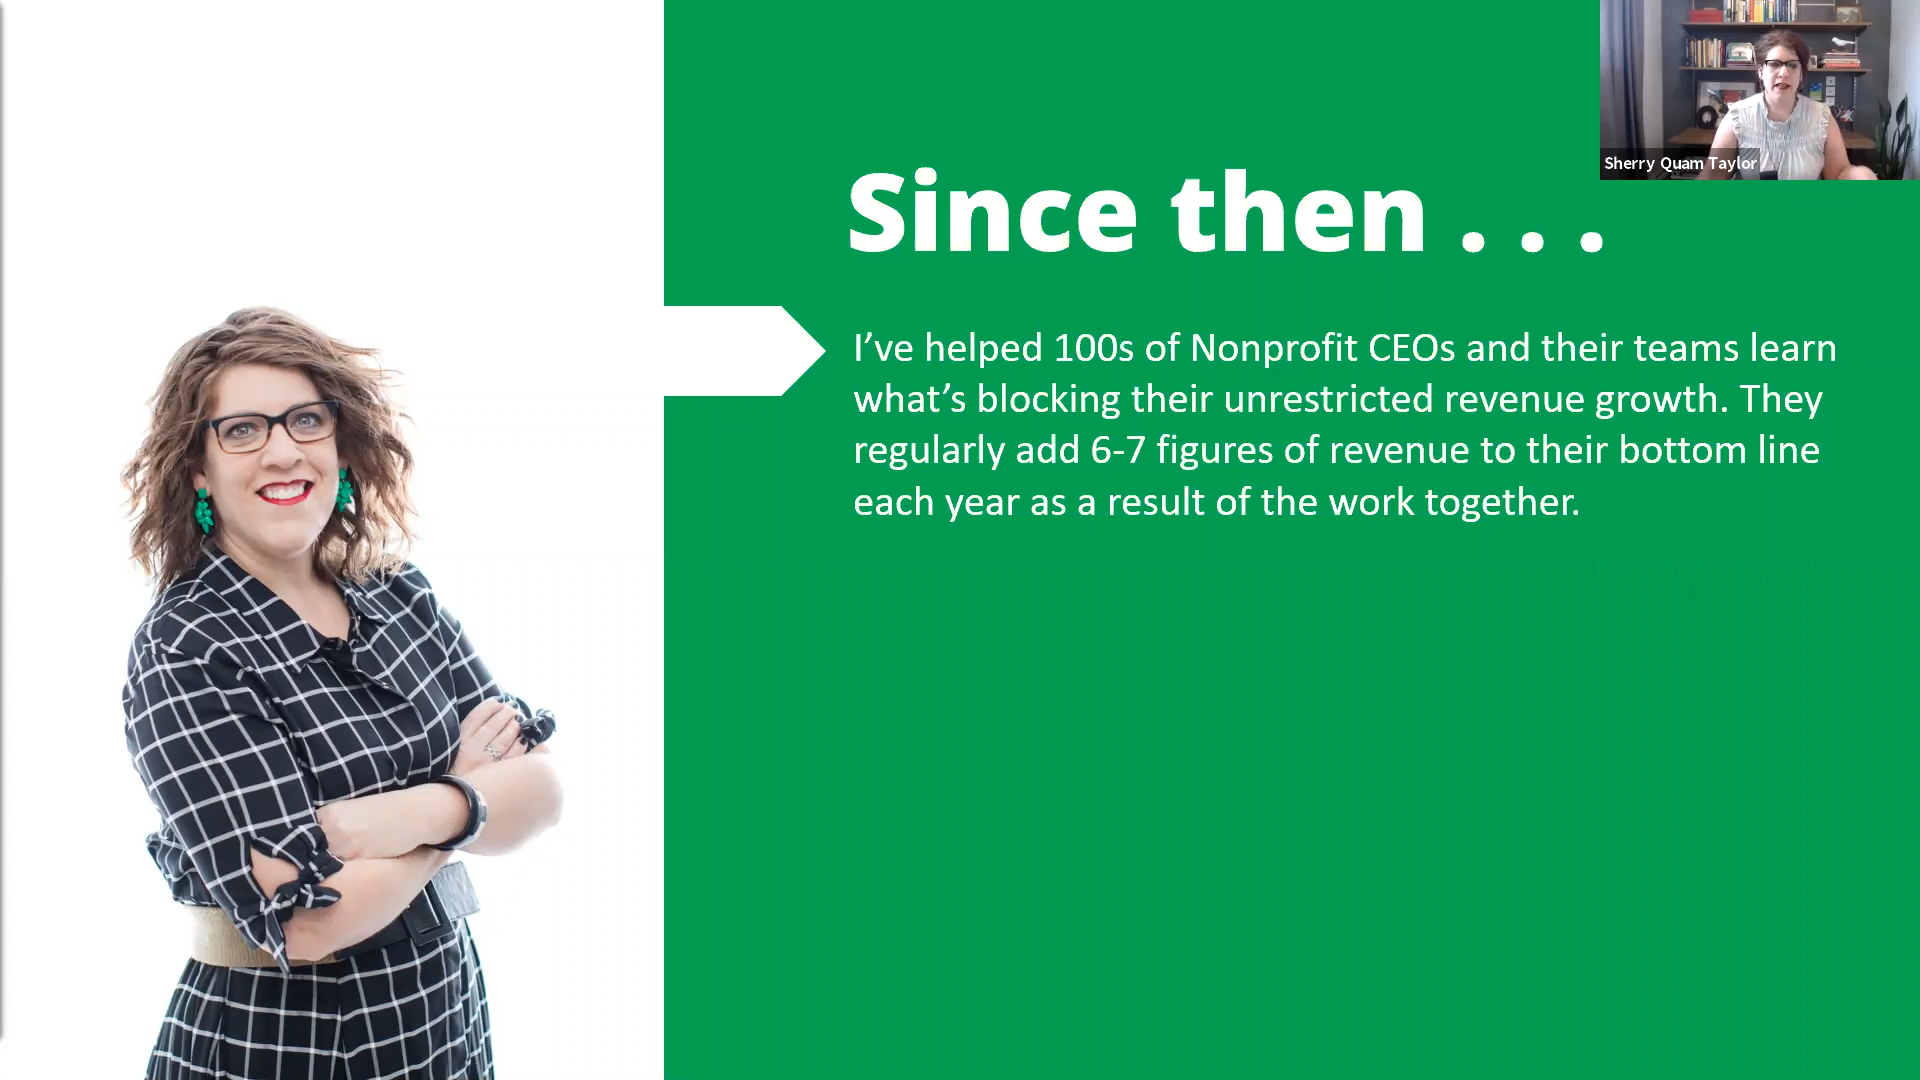 Sherry Quam Taylor
Since then . . .
I’ve helped 100s of Nonprofit CEOs and their teams learn
what’s blocking their unrestricted revenue growth. They
regularly add 6-7 figures of revenue to their bottom line
each year as a result of the work together.